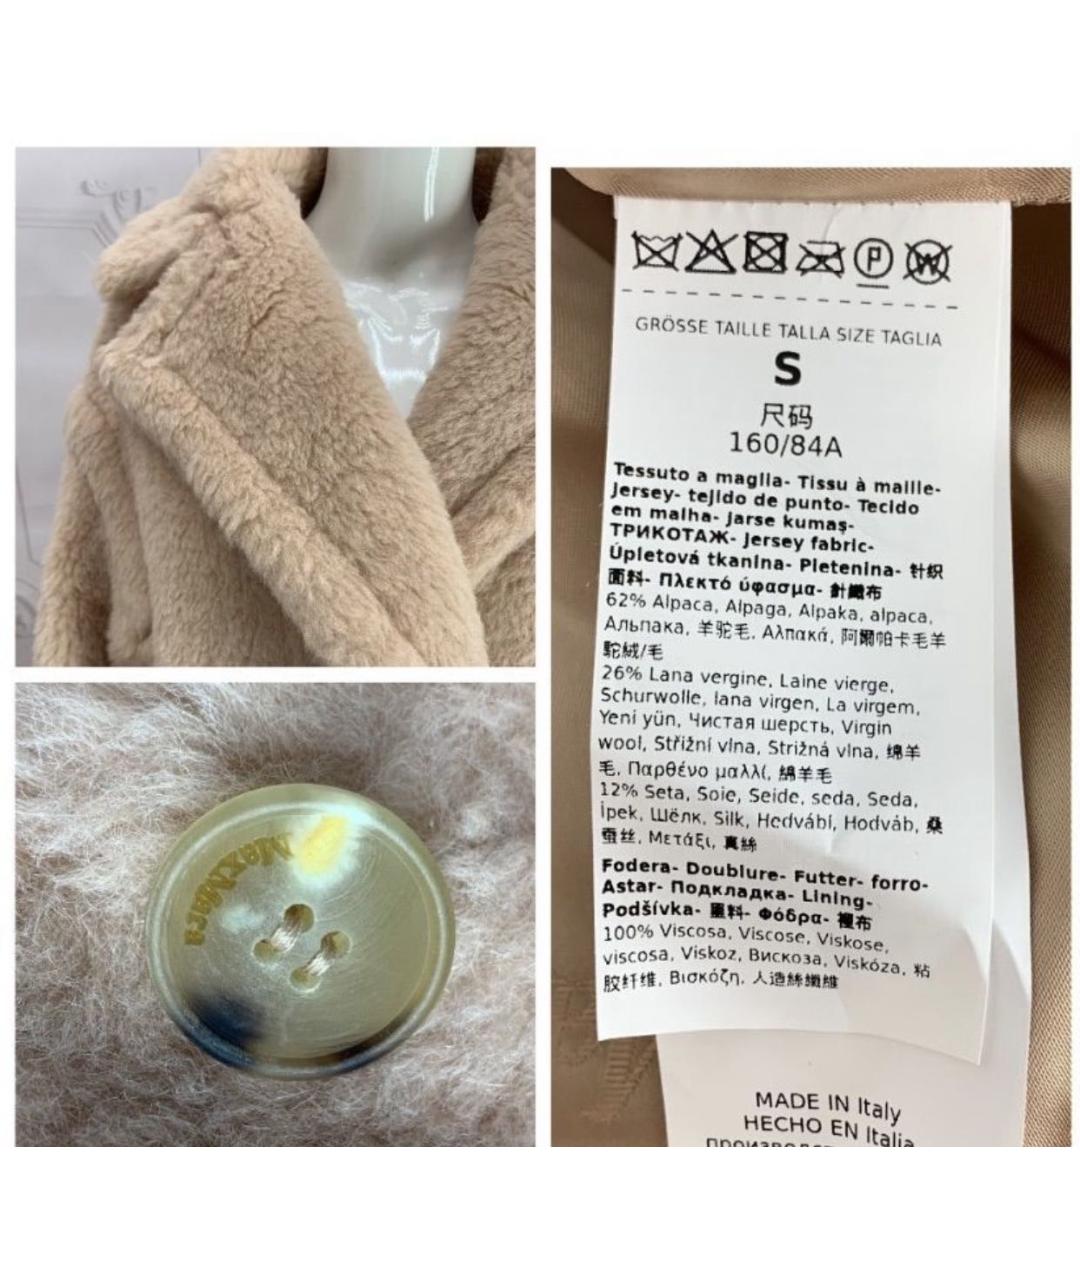 MaxMara
P
W
GRÖSSE TAILLE TALLA SIZE TAGLIA
S
尺码
160/84A
Tessuto a maglia- Tissu à maille-
Jersey- tejido de punto- Tecido
em malha- jarse kumaş-
ТРИКОТАЖ- Jersey fabric-
Úpletová tkanina- Pletenina- 针织
面料- Πλεκτό ύφασμα- 針織布
62% Alpaca, Alpaga, Alpaka, alpaca,
Альпака, 羊驼毛, Αλπακά, 阿爾帕卡毛羊
駝絨/毛
26% Lana vergine, Laine vierge,
Schurwolle, lana virgen, La virgem,
Yeni yün, Чистая шерсть, Virgin
wool, Střižní vlna, Strižná vlna, 绵羊
毛, Παρθένο μαλλί, 綿羊毛
12% Seta, Soie, Seide, seda, Seda,
İpek, Шёлк, Silk, Hedvábí, Hodváb, 桑
蚕丝, Μετάξι, 真絲
Fodera- Doublure- Futter- forro-
Astar- Подкладка- Lining-
Podšívka- 里料- Φόδρα- 裡布
100% Viscosa, Viscose, Viskose,
viscosa, Viskoz, Вискоза, Viskóza, 粘
胶纤维, Βισκόζη, 人造絲纖維
MADE IN Italy
HECHO EN Italia